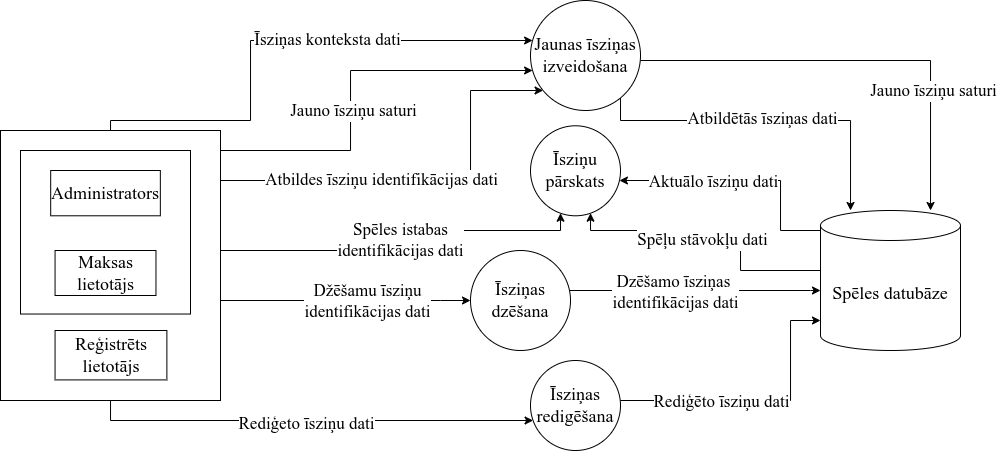 Īsziņas konteksta dati
Jaunas īsziņas
izveidošana
Jauno īsziņu saturi
Jauno īsziņu saturi
Atbildētās īsziņas dati
Īsziņu
pārskats
Atbildes īsziņu identifikācijas dati
Aktuālo īsziņu dati
Administrators
Spēles istabas
identifikācijas dati
Spēļu stāvokļu dati
Maksas
lietotājs
Džēšamu īsziņu
identifikācijas dati
Īsziņas
dzēšana
Dzēšamo īsziņas
identifikācijas dati
Spēles datubāze
Reģistrēts
lietotājs
Rediģeto īsziņu dati
Īsziņas
redigēšana
Rediģēto īsziņu dati